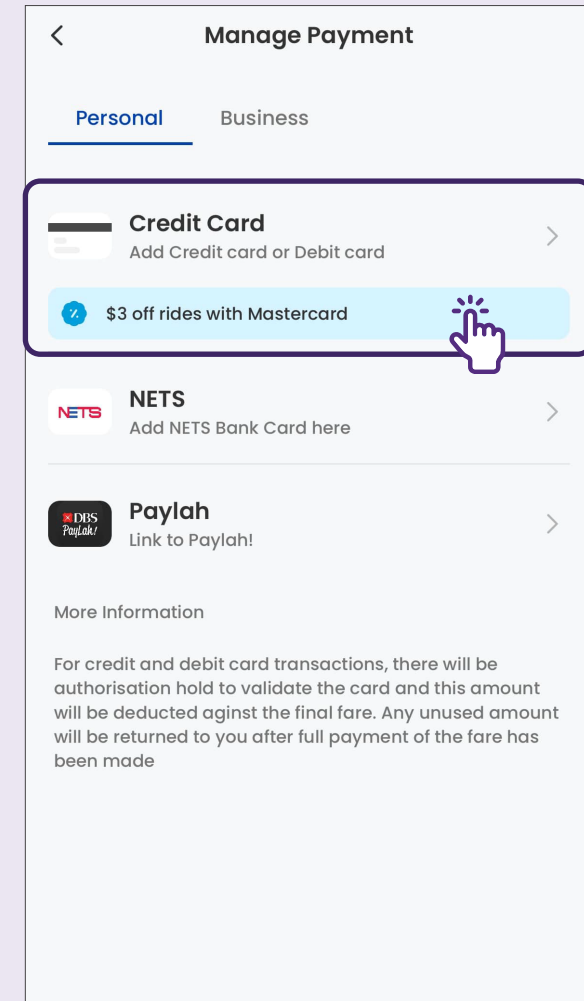 Manage Payment
Personal
Business
Credit Card
Add Credit card or Debit card
$3 off rides with Mastercard
NETS
NETS
Add NETS Bank Card here
DBS
PayLah!
Paylah
Link to Paylah!
More Information
For credit and debit card transactions, there will be
authorisation hold to validate the card and this amount
will be deducted aginst the final fare. Any unused amount
will be returned to you after full payment of the fare has
been made